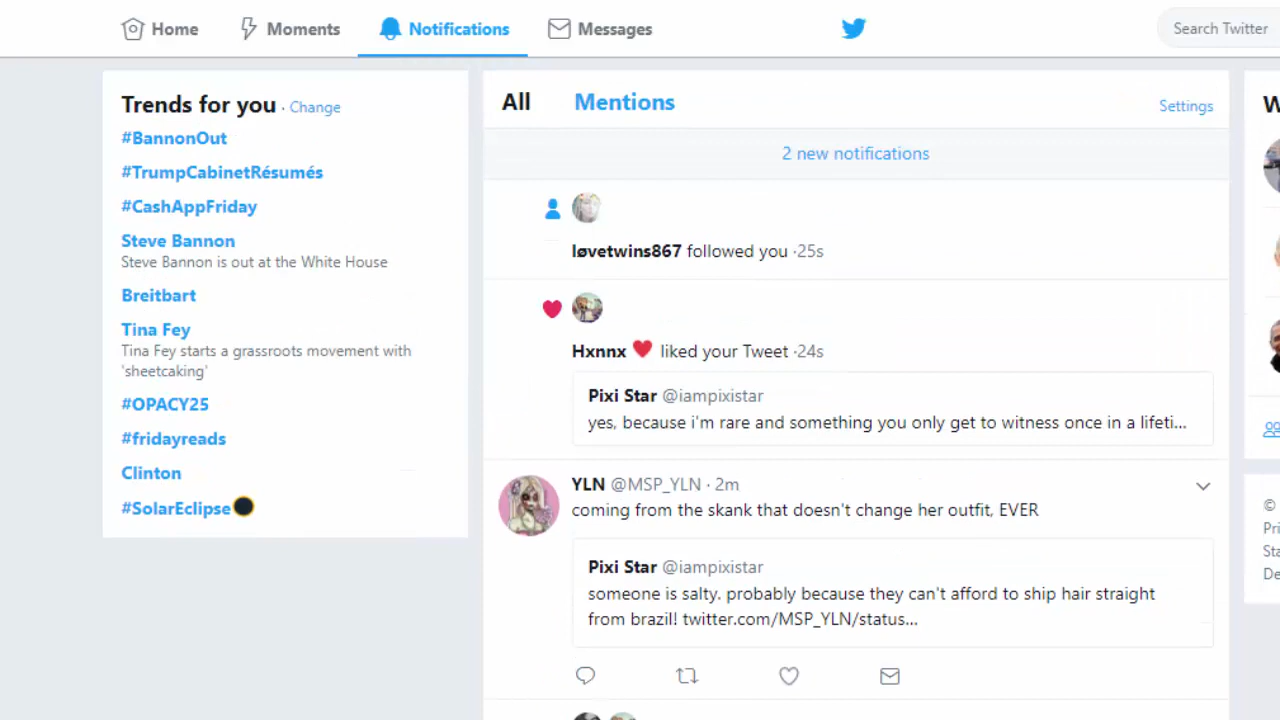 Home
Moments
Notifications
Messages
Search Twitter
Trends for you · Change
#BannonOut
#TrumpCabinetRésumés
#CashAppFriday
Steve Bannon
Steve Bannon is out at the White House
Breitbart
Tina Fey
Tina Fey starts a grassroots movement with
'sheetcaking'
#OPACY25
#fridayreads
Clinton
#SolarEclipse
All
Mentions
Settings
2 new notifications
løvetwins867 followed you ·25s
Hxnnx ❤ liked your Tweet ·24s
Pixi Star @iampixistar
yes, because i'm rare and something you only get to witness once in a lifeti...
YLN @MSP_YLN · 2m
coming from the skank that doesn't change her outfit, EVER
Pixi Star @iampixistar
someone is salty. probably because they can't afford to ship hair straight
from brazil! twitter.com/MSP_YLN/status...
W
©
Pri
Sta
De